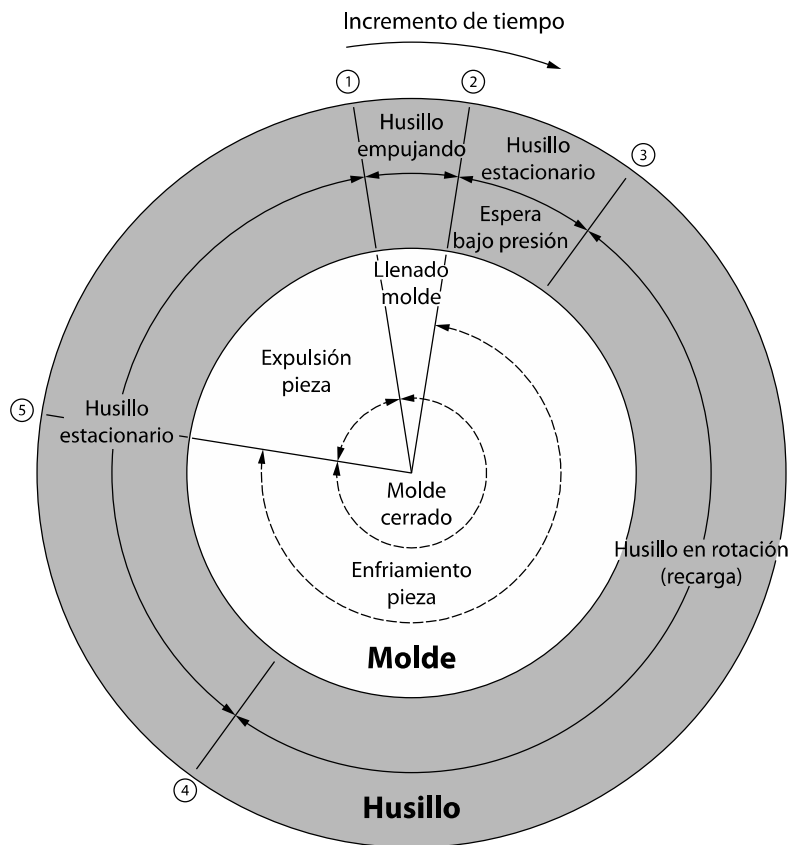 Incremento de tiempo
1
2
3
Husillo
empujando
Husillo
estacionario
Espera
bajo presión
Llenado
molde
Expulsión
pieza
5
Husillo
estacionario
Molde
cerrado
Husillo en rotación
(recarga)
Enfriamiento
pieza
Molde
4
Husillo